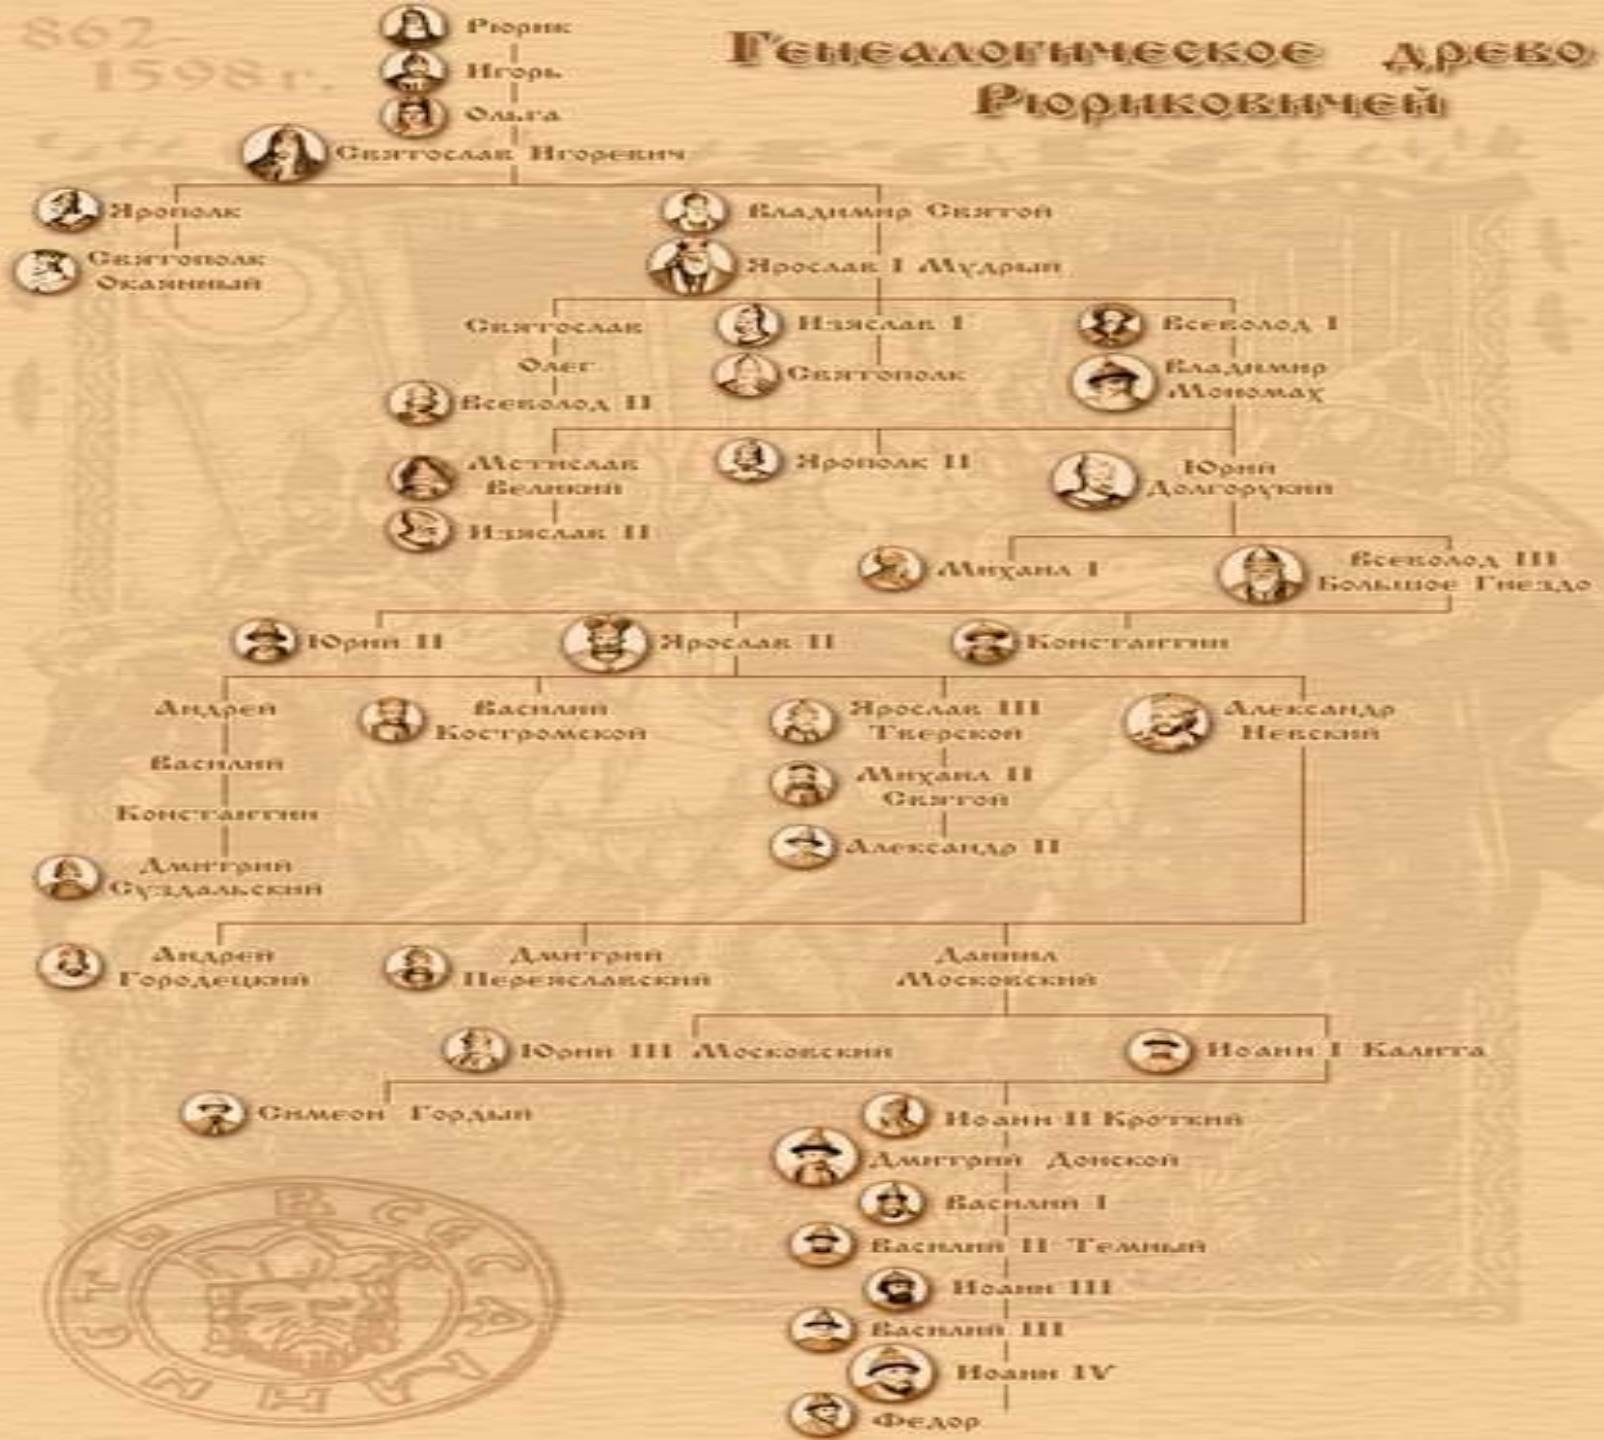 862
1598 г.
Генеалогическое древо
Рюриковичей
Рюрик
Игорь
Ольга
Святослав Игоревич
Ярополк
Владимир Святой
Святополк
Окаянный
Ярослав I Мудрый
Святослав
Изяслав I
Всеволод I
Олег
Святополк
Владимир
Мономах
Всеволод II
Мстислав
Великий
Ярополк II
Юрий
Долгорукий
Изяслав II
Михаил I
Всеволод III
Большое Гнездо
Юрий II
Ярослав II
Константин
Андрей
Василий
Костромской
Ярослав III
Тверской
Александр
Невский
Василий
Михаил II
Святой
Константин
Александр II
Дмитрий
Суздальский
Андрей
Городецкий
Дмитрий
Переяславский
Даниил
Московский
Юрий III Московский
Иоанн I Калита
Симеон Гордый
Иоанн II Кроткий
Дмитрий Донской
Василий I
Василий II Темный
Иоанн III
Василий III
Иоанн IV
Федор